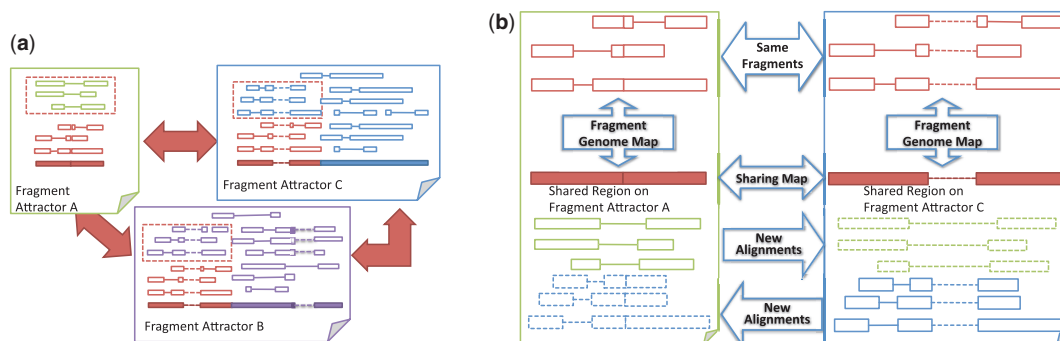 (a)
Fragment
Attractor A
Fragment Attractor C
Fragment Attractor B
(b)
Same
Fragments
Fragment
Genome Map
Fragment
Genome Map
Sharing Map
Shared Region on
Fragment Attractor A
Shared Region on
Fragment Attractor C
New
Alignments
New
Alignments